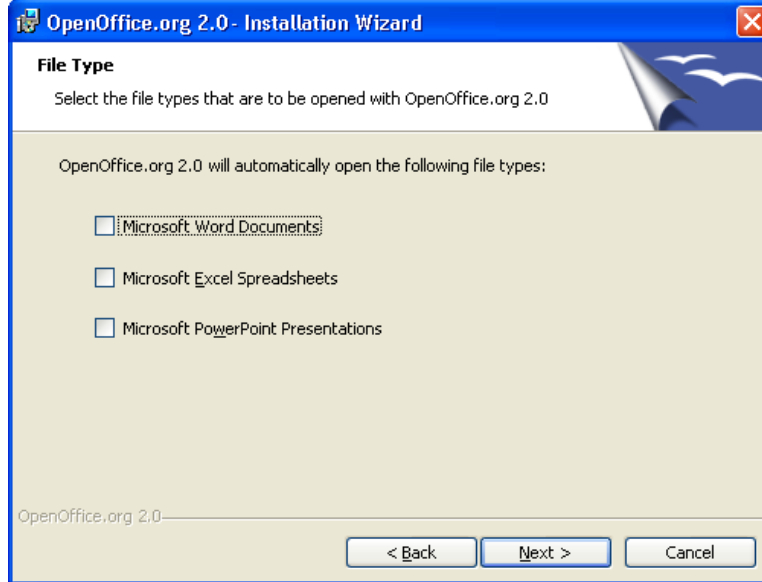 OpenOffice.org 2.0 - Installation Wizard
File Type
Select the file types that are to be opened with OpenOffice.org 2.0
OpenOffice.org 2.0 will automatically open the following file types:
Microsoft Word Documents
Microsoft Excel Spreadsheets
Microsoft PowerPoint Presentations
OpenOffice.org 2.0
< Back Next > Cancel